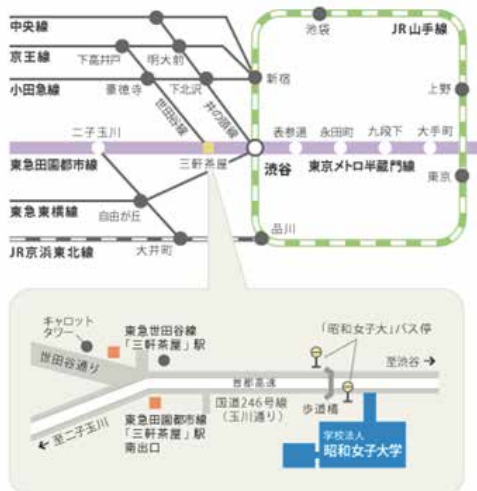 中央線
京王線
小田急線
下高井戸
明大前
豪徳寺
下北沢
世田谷線
井の頭線
新宿
池袋
JR山手線
上野
二子玉川
三軒茶屋
渋谷
表参道
永田町
九段下
大手町
東急田園都市線
東京メトロ半蔵門線
東京
東急東横線
自由が丘
JR京浜東北線
大井町
品川
キャロット
タワー
世田谷通り
東急世田谷線
「三軒茶屋」駅
「昭和女子大」バス停
至渋谷
首都高速
国道246号線
(玉川通り)
歩道橋
至二子玉川
東急田園都市線
「三軒茶屋」駅
南出口
学校法人
昭和女子大学